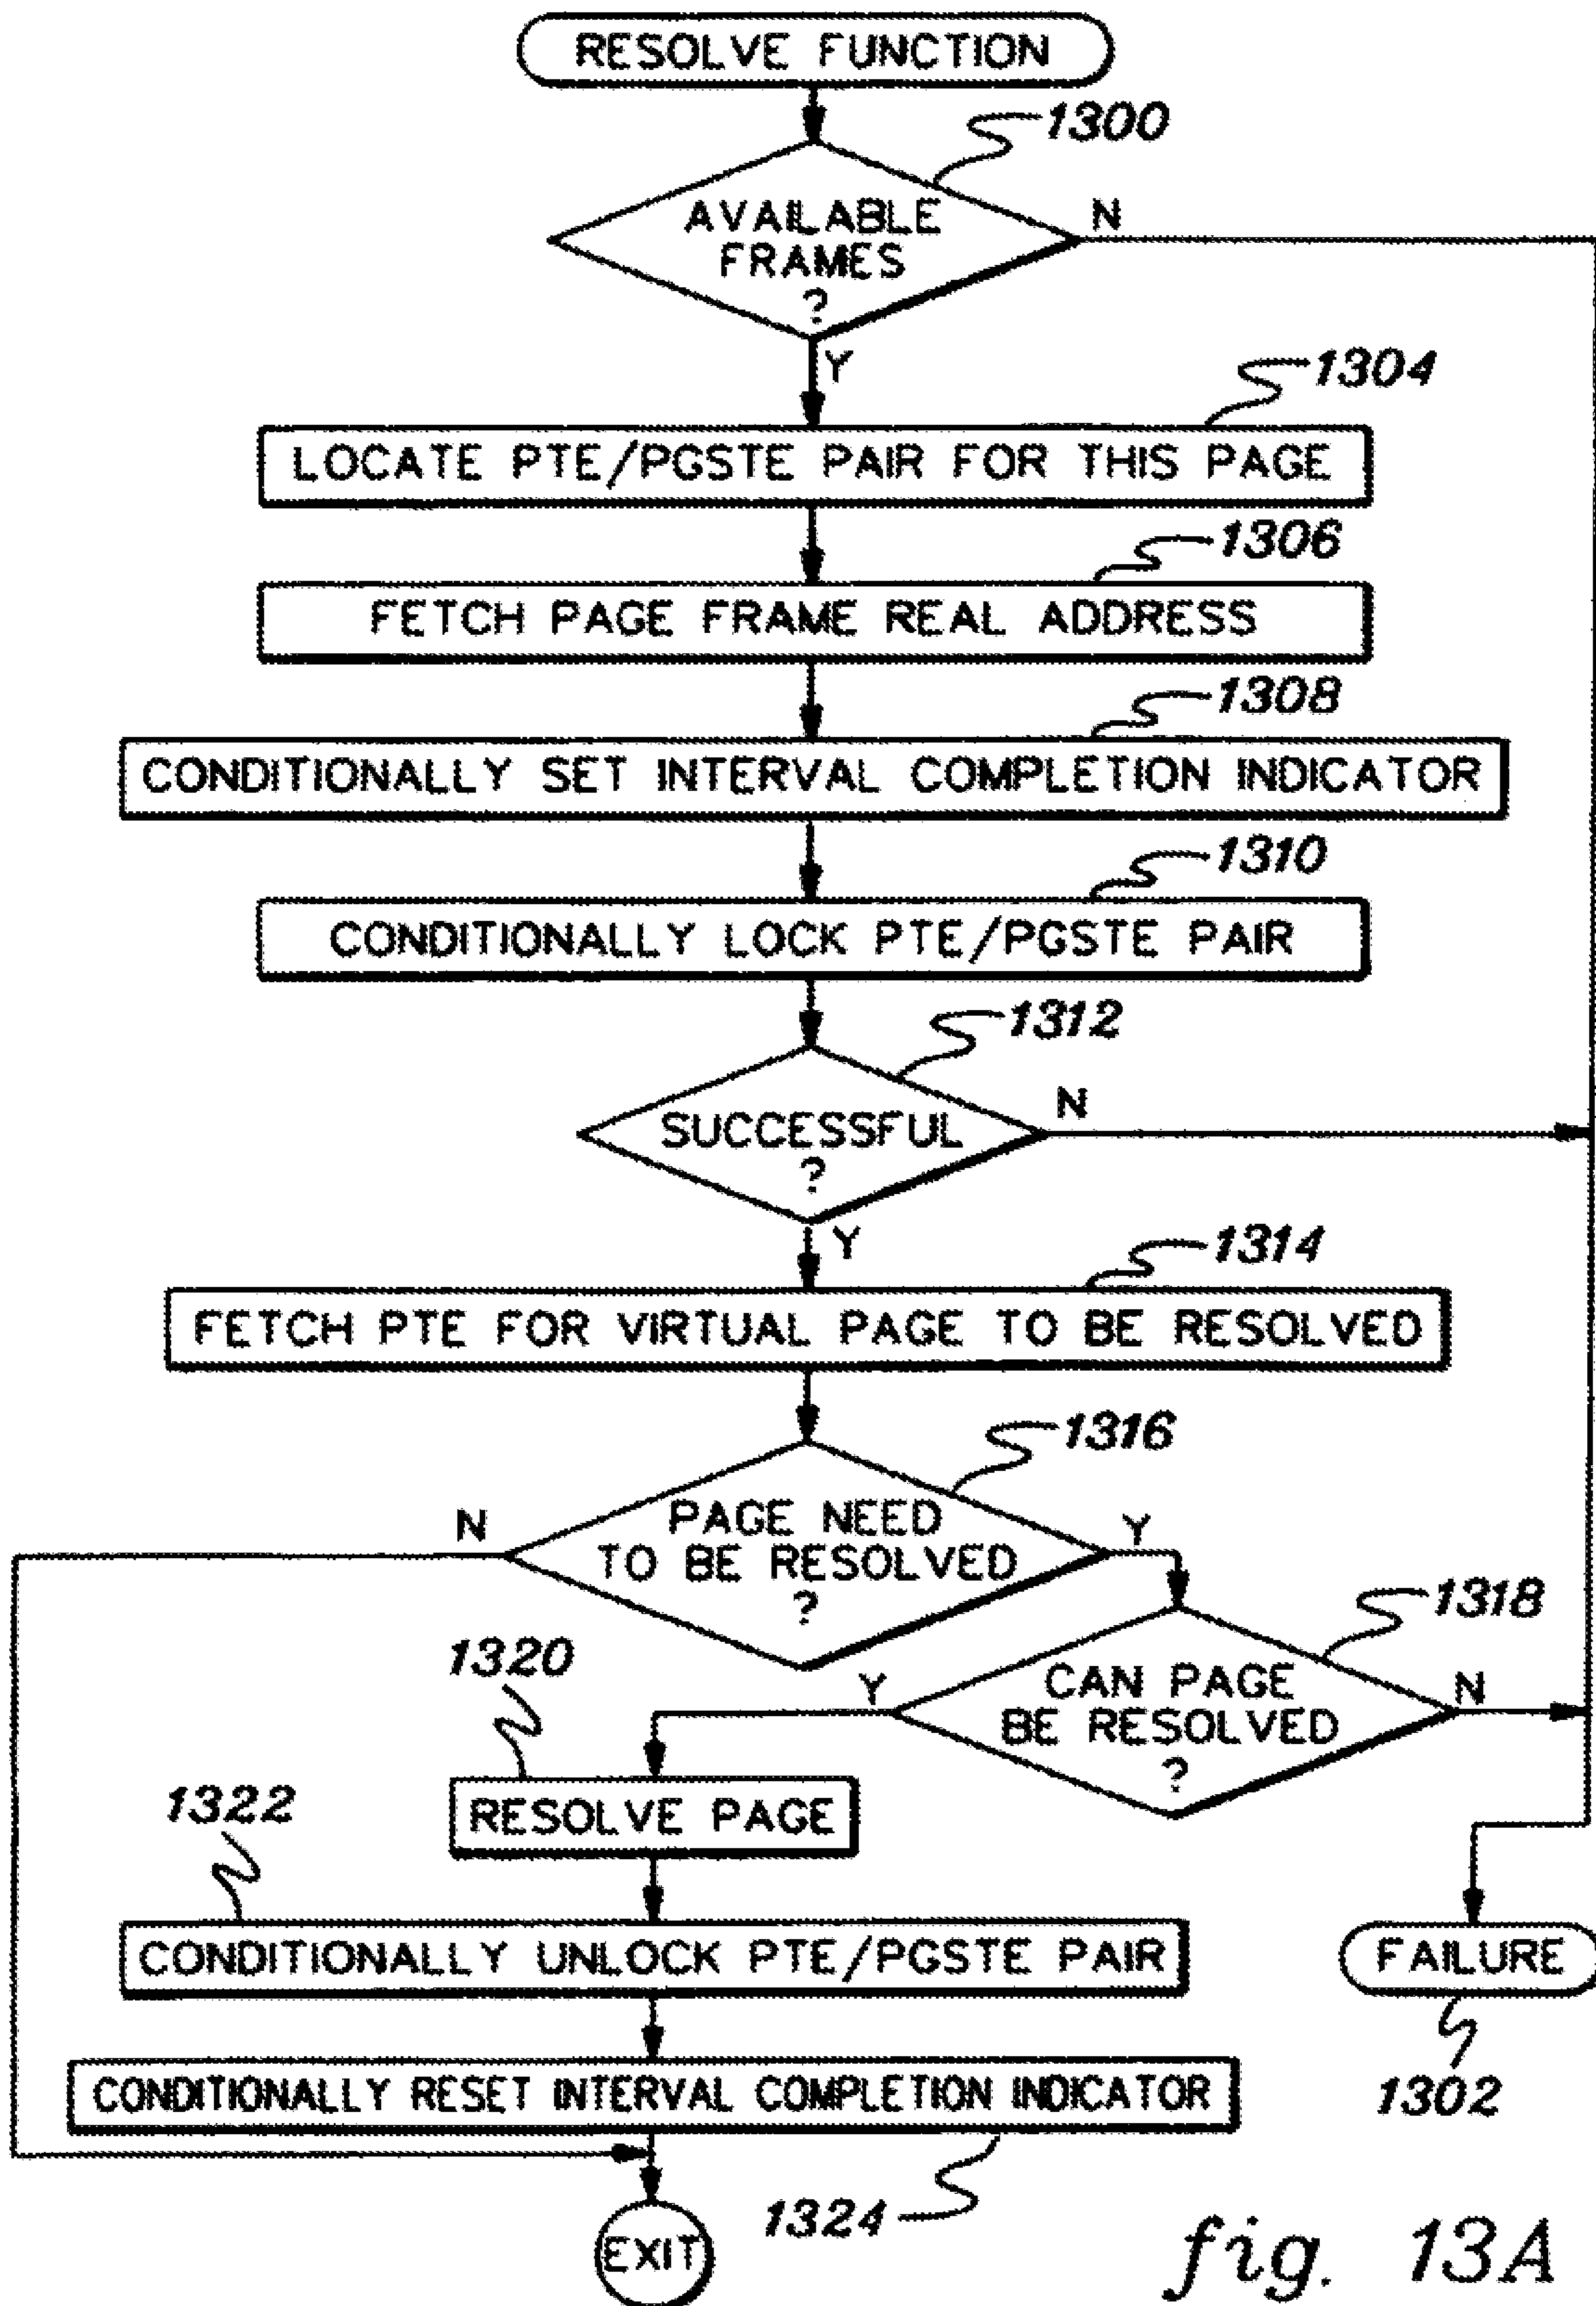 RESOLVE FUNCTION
1300
AVAILABLE
FRAMES
?
N
Y
1304
LOCATE PTE/PGSTE PAIR FOR THIS PAGE
1306
FETCH PAGE FRAME REAL ADDRESS
1308
CONDITIONALLY SET INTERVAL COMPLETION INDICATOR
1310
CONDITIONALLY LOCK PTE/PGSTE PAIR
1312
SUCCESSFUL
?
N
Y
1314
FETCH PTE FOR VIRTUAL PAGE TO BE RESOLVED
1316
PAGE NEED
TO BE RESOLVED
?
N
Y
1318
CAN PAGE
BE RESOLVED
?
Y
N
1320
RESOLVE PAGE
1322
CONDITIONALLY UNLOCK PTE/PGSTE PAIR
FAILURE
1302
CONDITIONALLY RESET INTERVAL COMPLETION INDICATOR
1324
EXIT
fig. 13A